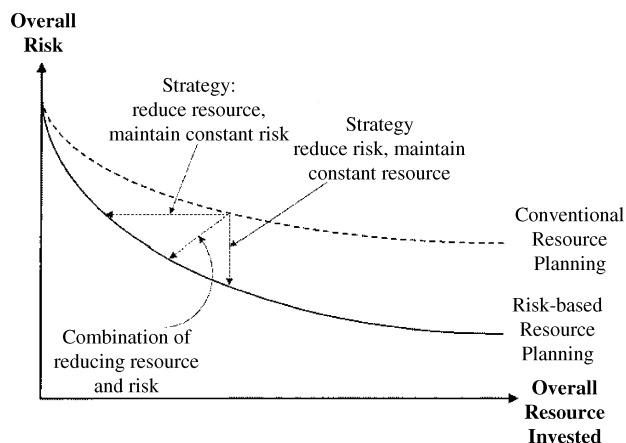 Overall
Risk
Strategy:
reduce resource,
maintain constant risk
Strategy
reduce risk, maintain
constant resource
Conventional
Resource
Planning
Risk-based
Resource
Planning
Combination of
reducing resource
and risk
Overall
Resource
Invested